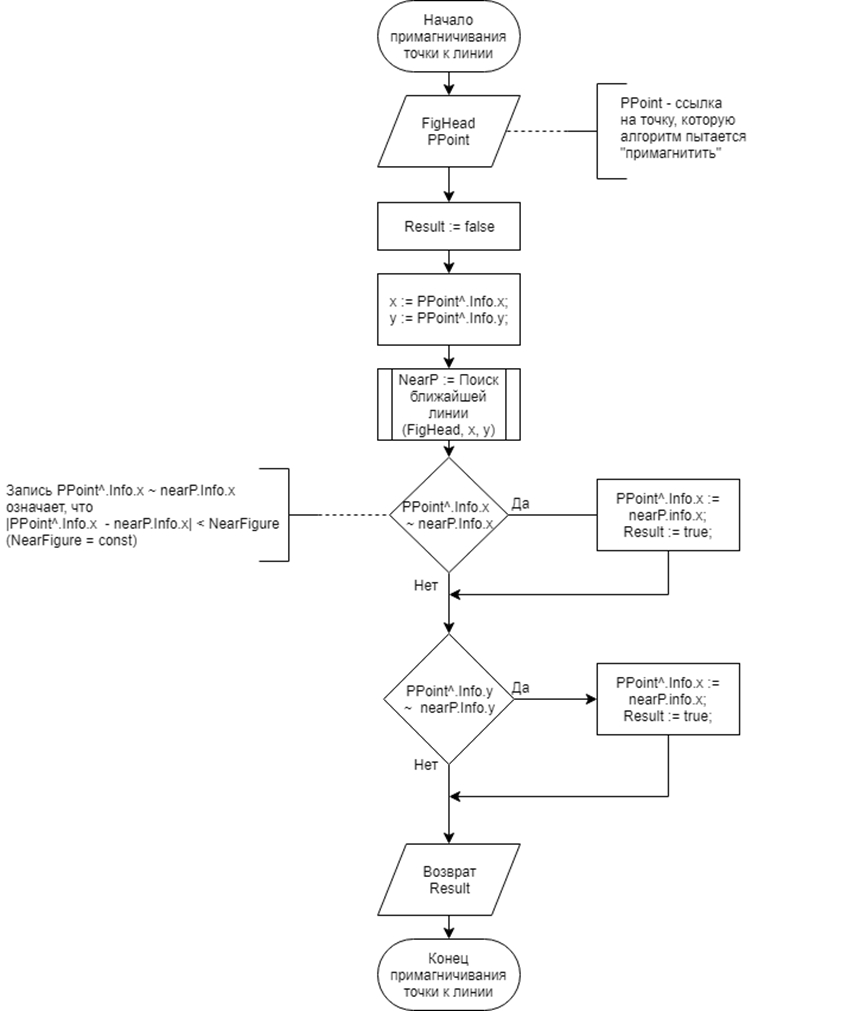 Начало
примагничивания
точки к линии
FigHead
PPoint
PPoint - ссылка
на точку, которую
алгоритм пытается
"примагнитить"
Result := false
x := PPoint^.Info.x;
y := PPoint^.Info.y;
NearP := Поиск
ближайшей
линии
(FigHead, x, y)
Запись PPoint^.Info.x ~ nearP.Info.x
означает, что
|PPoint^.Info.x - nearP.Info.x| < NearFigure
(NearFigure = const)
PPoint^.Info.x
~ nearP.Info.x
Да
PPoint^.Info.x :=
nearP.info.x;
Result := true;
Нет
PPoint^.Info.y
~ nearP.Info.y
Да
PPoint^.Info.x :=
nearP.info.x;
Result := true;
Нет
Возврат
Result
Конец
примагничивания
точки к линии